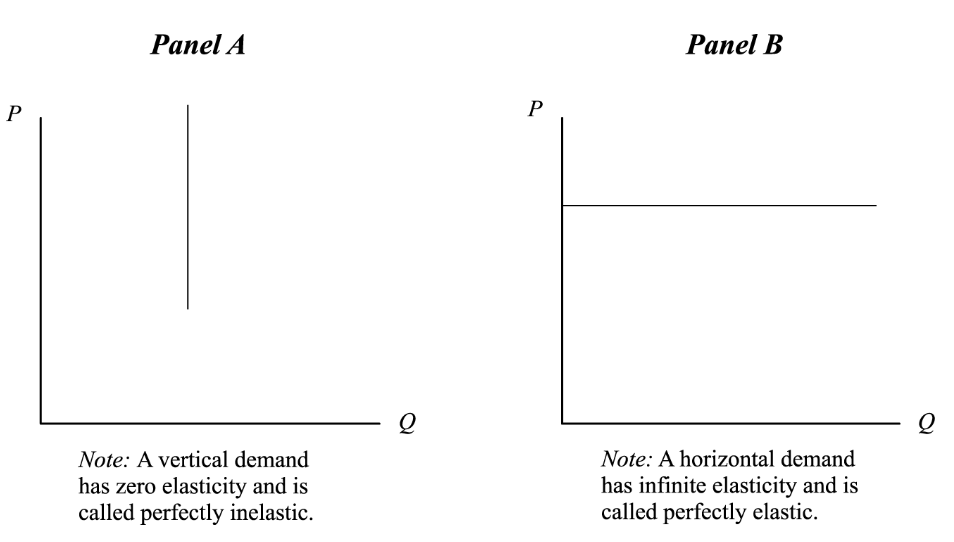 Panel A
P
Q
Note: A vertical demand
has zero elasticity and is
called perfectly inelastic.
Panel B
P
Q
Note: A horizontal demand
has infinite elasticity and is
called perfectly elastic.